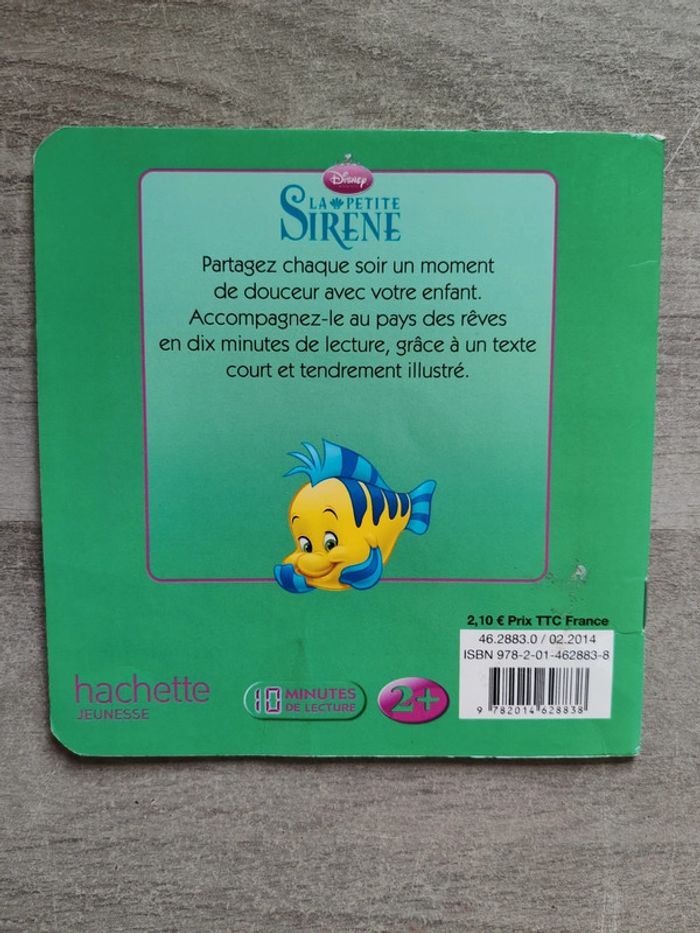 Disney
LA PETITE
SIRÈNE
Partagez chaque soir un moment
de douceur avec votre enfant.
Accompagnez-le au pays des rêves
en dix minutes de lecture, grâce à un texte
court et tendrement illustré.
2,10 € Prix TTC France
46.2883.0 / 02.2014
ISBN 978-2-01-462883-8
9 782014 628838
hachette
JEUNESSE
10 MINUTES
DE LECTURE
2+